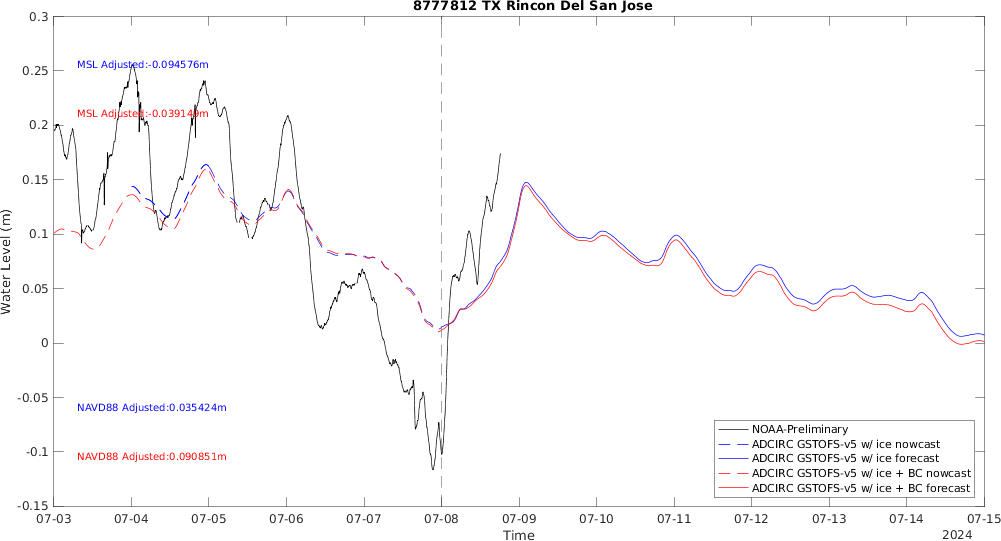 8777812 TX Rincon Del San Jose
0.3
0.25
0.2
0.15
0.1
0.05
0
-0.05
-0.1
-0.15
Water Level (m)
MSL Adjusted:-0.094576m
MSL Adjusted:-0.039149m
NAVD88 Adjusted:0.035424m
NAVD88 Adjusted:0.090851m
NOAA-Preliminary
ADCIRC GSTOFS-v5 w/ ice nowcast
ADCIRC GSTOFS-v5 w/ ice forecast
ADCIRC GSTOFS-v5 w/ ice + BC nowcast
ADCIRC GSTOFS-v5 w/ ice + BC forecast
07-03 07-04 07-05 07-06 07-07 07-08 07-09 07-10 07-11 07-12 07-13 07-14 07-15
Time
2024